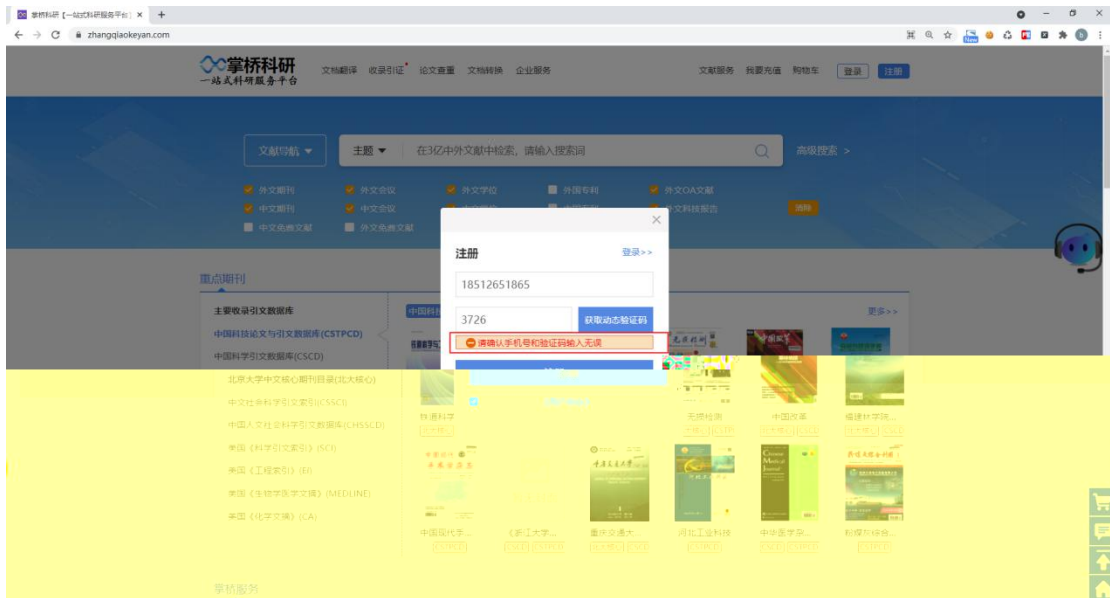 掌桥科研【一站式科研服务平台】
zhangqiaokeyan.com
New
b
掌桥科研
一站式科研服务平台
文档翻译 收录引证 论文查重 文档转换 企业服务
文献服务 我要充值 购物车 登录 注册
文献导航
主题
在3亿中外文献中检索，请输入搜索词
高级搜索 >
外文期刊 外文会议 外文学位 外国专利 外文OA文献
中文期刊 中文会议 外文科技报告 清除
中文免费文献 外文免费文献
注册 登录>>
18512651865
3726 获取动态验证码
请确认手机号和验证码输入无误
重点期刊
主要收录引文数据库
更多>>
中国科技论文与引文数据库(CSTPCD)
中国科学引文数据库(CSCD)
北京大学中文核心期刊目录(北大核心)
中文社会科学引文索引(CSSCI)
中国人文社会科学引文数据库(CHSSCD)
美国《科学引文索引》(SCI)
美国《工程索引》(EI)
美国《生物学医学文摘》(MEDLINE)
美国《化学文摘》(CA)
无损检测 中国改革 福建林学院...
中国现代手... 《浙江大学... 重庆交通大... 河北工业科技 中华医学杂... 粉煤灰综合...
掌桥服务